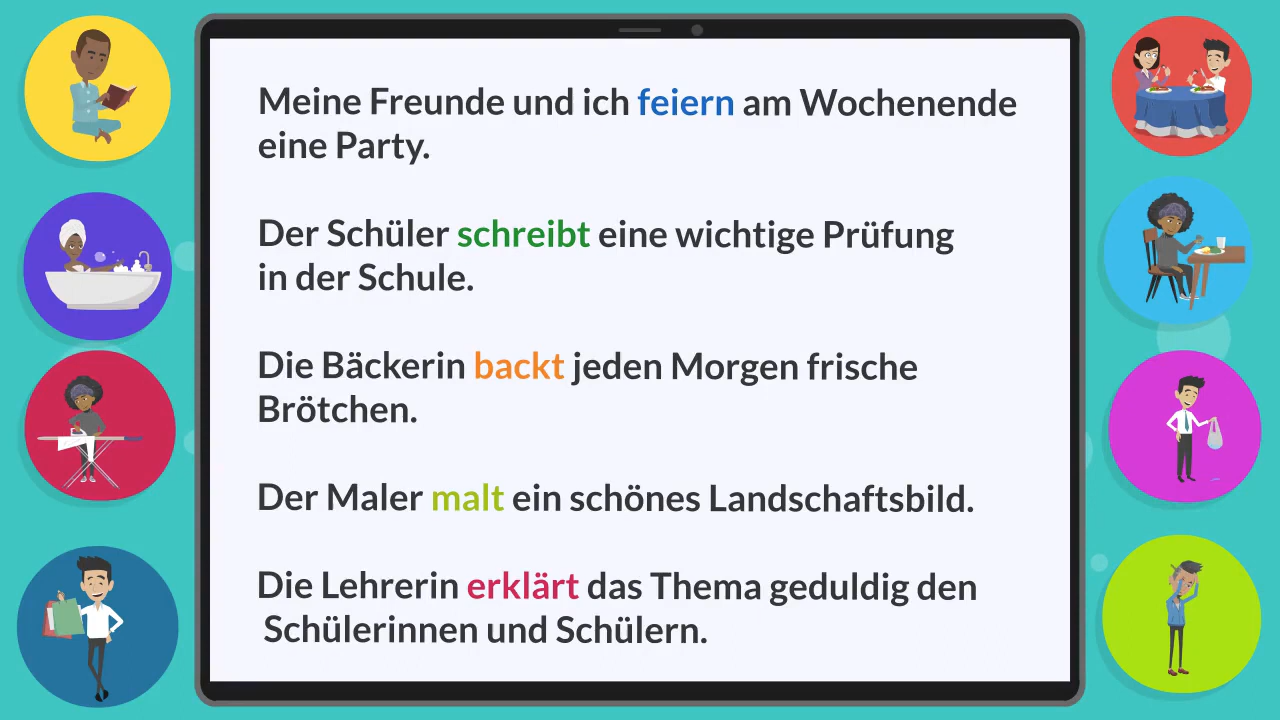 Meine Freunde und ich feiern am Wochenende
eine Party.
Der Schüler schreibt eine wichtige Prüfung
in der Schule.
Die Bäckerin backt jeden Morgen frische
Brötchen.
Der Maler malt ein schönes Landschaftsbild.
Die Lehrerin erklärt das Thema geduldig den
Schülerinnen und Schülern.